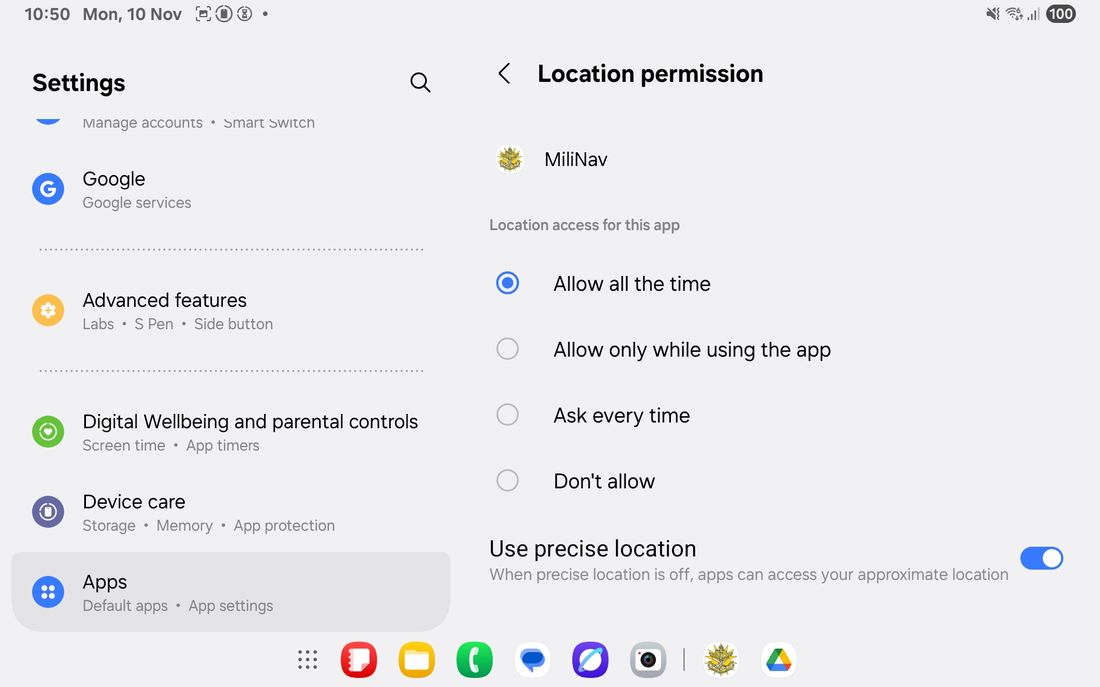 10:50 Mon, 10 Nov
100
Settings
Manage accounts • Smart Switch
Google
Google services
Advanced features
Labs • S Pen • Side button
Digital Wellbeing and parental controls
Screen time • App timers
Device care
Storage • Memory • App protection
Apps
Default apps • App settings
Location permission
MiliNav
Location access for this app
Allow all the time
Allow only while using the app
Ask every time
Don't allow
Use precise location
When precise location is off, apps can access your approximate location